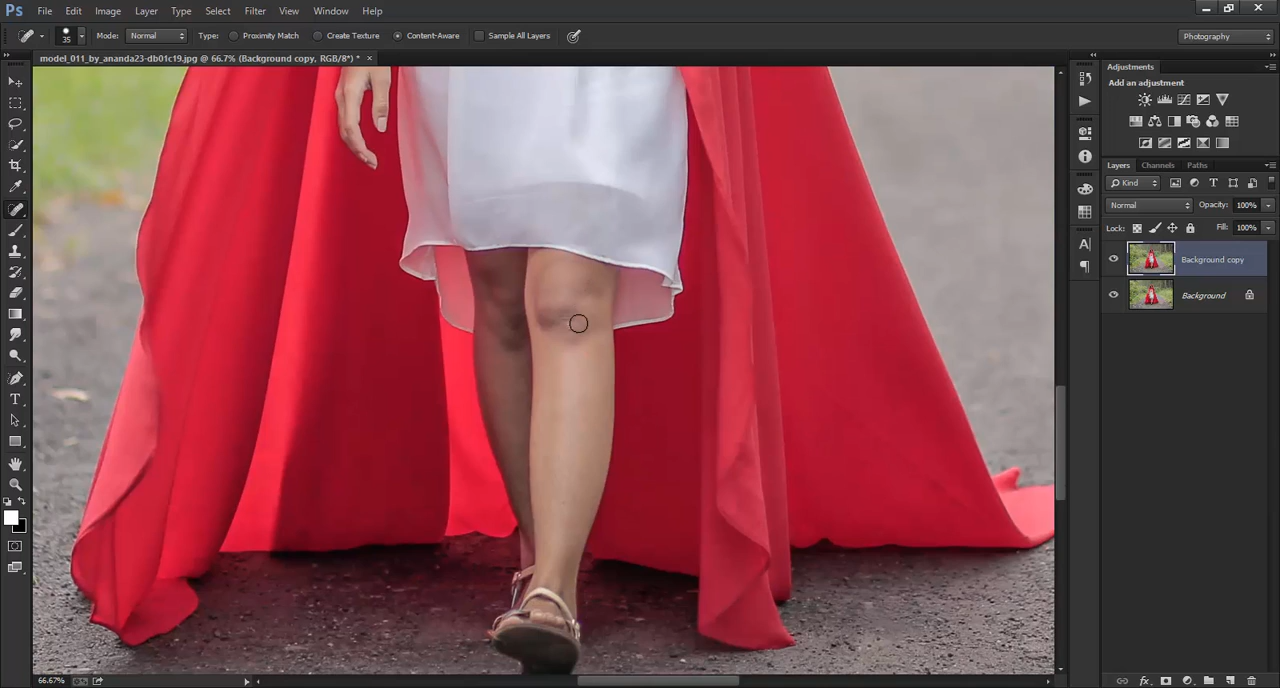 Ps File Edit Image Layer Type Select Filter View Window Help
35 Mode: Normal Type: Proximity Match Create Texture Content-Aware Sample All Layers Photography
model_011_by_ananda23-db01c19.jpg @ 66.7% (Background copy, RGB/8*) * ×
Adjustments
Add an adjustment
Layers Channels Paths
Kind
Normal Opacity: 100%
Lock: Fill: 100%
Background copy
Background
66.67%